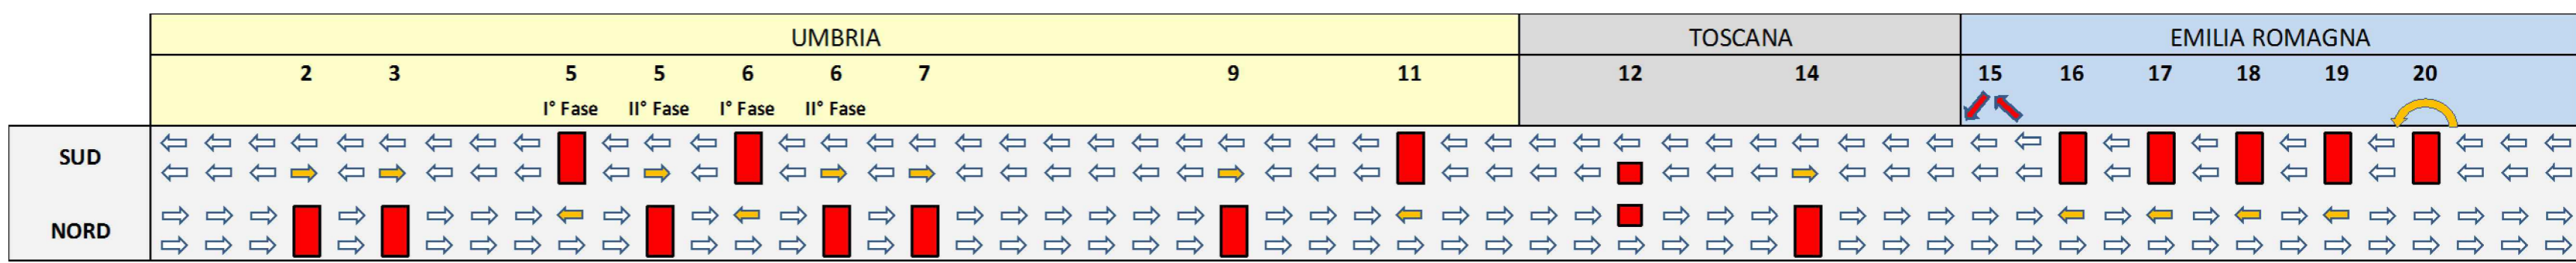 UMBRIA TOSCANA EMILIA ROMAGNA
2 3 5 5 6 6 7 9 11 12 14 15 16 17 18 19 20
I° Fase II° Fase I° Fase II° Fase
SUD
NORD